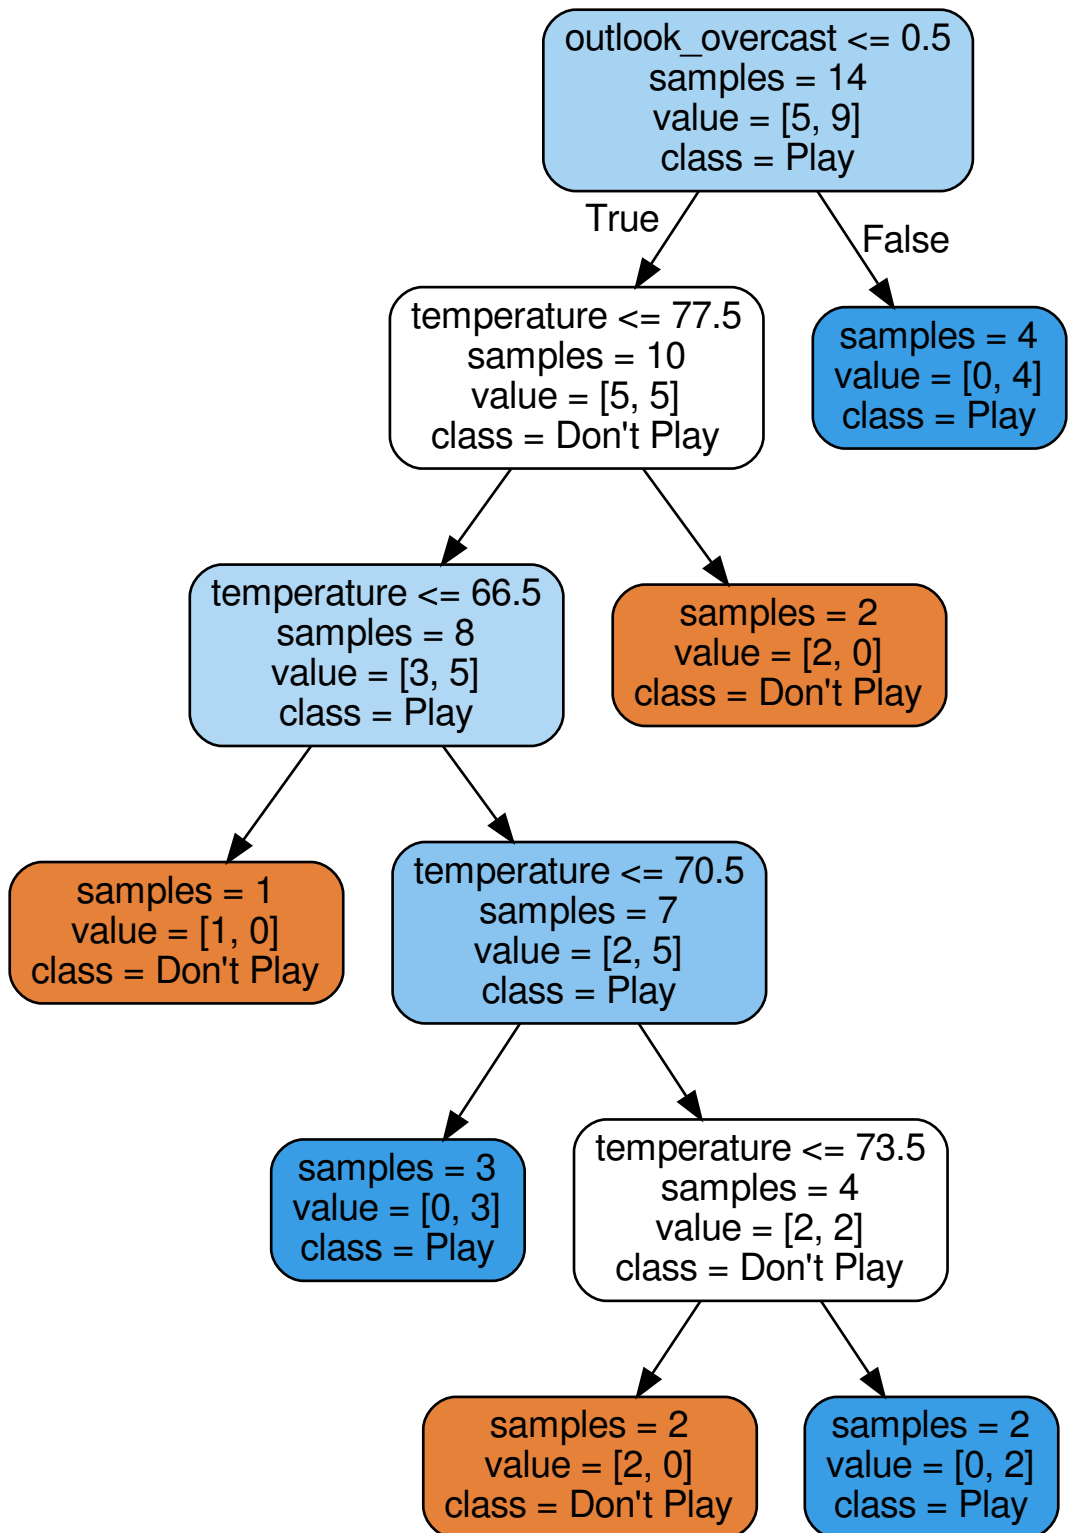 outlook_overcast <= 0.5
samples = 14
value = [5, 9]
class = Play
True
False
temperature <= 77.5
samples = 10
value = [5, 5]
class = Don't Play
samples = 4
value = [0, 4]
class = Play
temperature <= 66.5
samples = 8
value = [3, 5]
class = Play
samples = 2
value = [2, 0]
class = Don't Play
samples = 1
value = [1, 0]
class = Don't Play
temperature <= 70.5
samples = 7
value = [2, 5]
class = Play
samples = 3
value = [0, 3]
class = Play
temperature <= 73.5
samples = 4
value = [2, 2]
class = Don't Play
samples = 2
value = [2, 0]
class = Don't Play
samples = 2
value = [0, 2]
class = Play